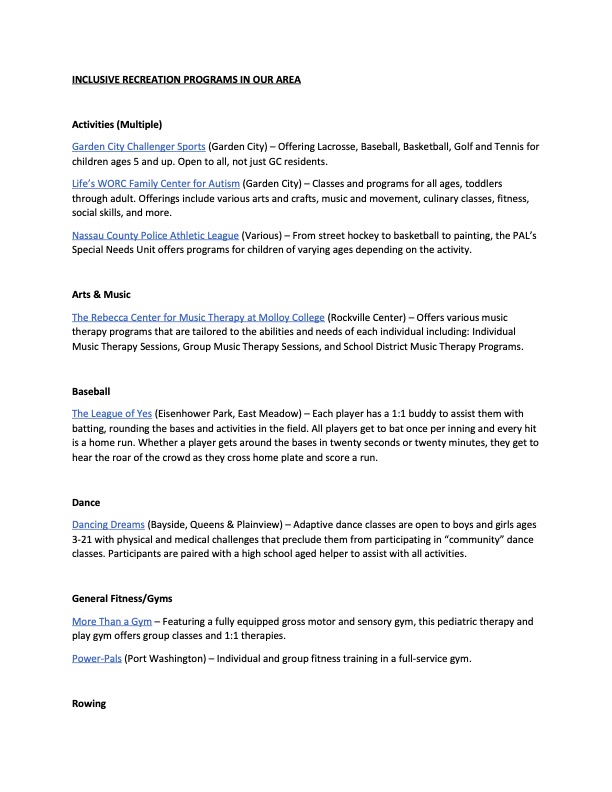 INCLUSIVE RECREATION PROGRAMS IN OUR AREA
Activities (Multiple)
Garden City Challenger Sports (Garden City) – Offering Lacrosse, Baseball, Basketball, Golf and Tennis for
children ages 5 and up. Open to all, not just GC residents.
Life’s WORC Family Center for Autism (Garden City) – Classes and programs for all ages, toddlers
through adult. Offerings include various arts and crafts, music and movement, culinary classes, fitness,
social skills, and more.
Nassau County Police Athletic League (Various) – From street hockey to basketball to painting, the PAL’s
Special Needs Unit offers programs for children of varying ages depending on the activity.
Arts & Music
The Rebecca Center for Music Therapy at Molloy College (Rockville Center) – Offers various music
therapy programs that are tailored to the abilities and needs of each individual including: Individual
Music Therapy Sessions, Group Music Therapy Sessions, and School District Music Therapy Programs.
Baseball
The League of Yes (Eisenhower Park, East Meadow) – Each player has a 1:1 buddy to assist them with
batting, rounding the bases and activities in the field. All players get to bat once per inning and every hit
is a home run. Whether a player gets around the bases in twenty seconds or twenty minutes, they get to
hear the roar of the crowd as they cross home plate and score a run.
Dance
Dancing Dreams (Bayside, Queens & Plainview) – Adaptive dance classes are open to boys and girls ages
3-21 with physical and medical challenges that preclude them from participating in “community” dance
classes. Participants are paired with a high school aged helper to assist with all activities.
General Fitness/Gyms
More Than a Gym – Featuring a fully equipped gross motor and sensory gym, this pediatric therapy and
play gym offers group classes and 1:1 therapies.
Power-Pals (Port Washington) – Individual and group fitness training in a full-service gym.
Rowing